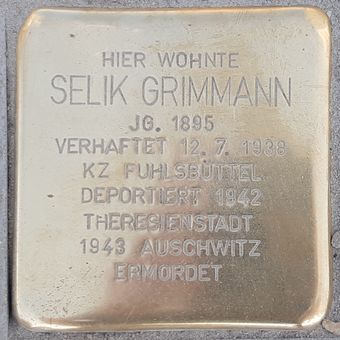 HIER WOHNTE
SELIK GRIMMANN
JG. 1895
VERHAFTET 12. 7. 1938
KZ FUHLSBÜTTEL
DEPORTIERT 1942
THERESIENSTADT
1943 AUSCHWITZ
ERMORDET